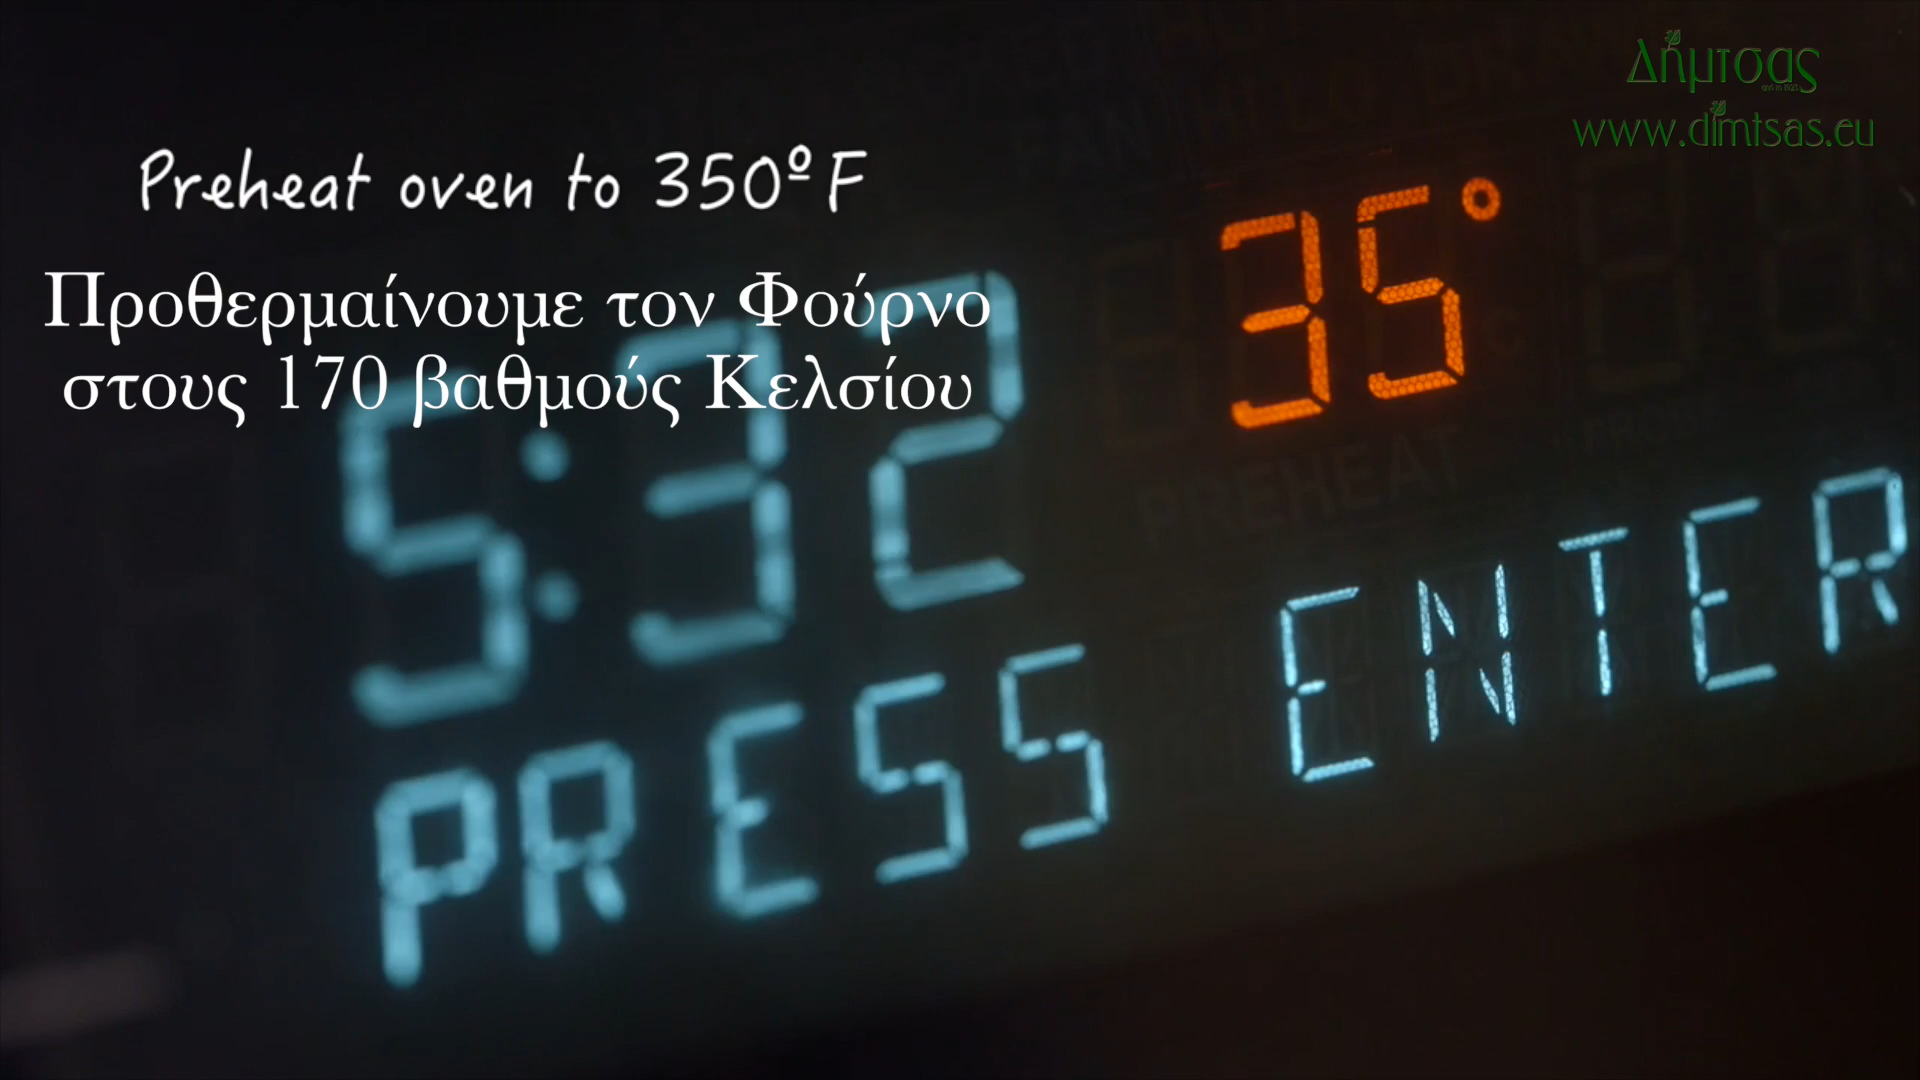 Δήμτσας
www.dimtsas.eu
Preheat oven to 350º F
Προθερμαίνουμε τον Φούρνο
στους 170 βαθμούς Κελσίου
35°
5:32
PREHEAT
PRESS ENTER